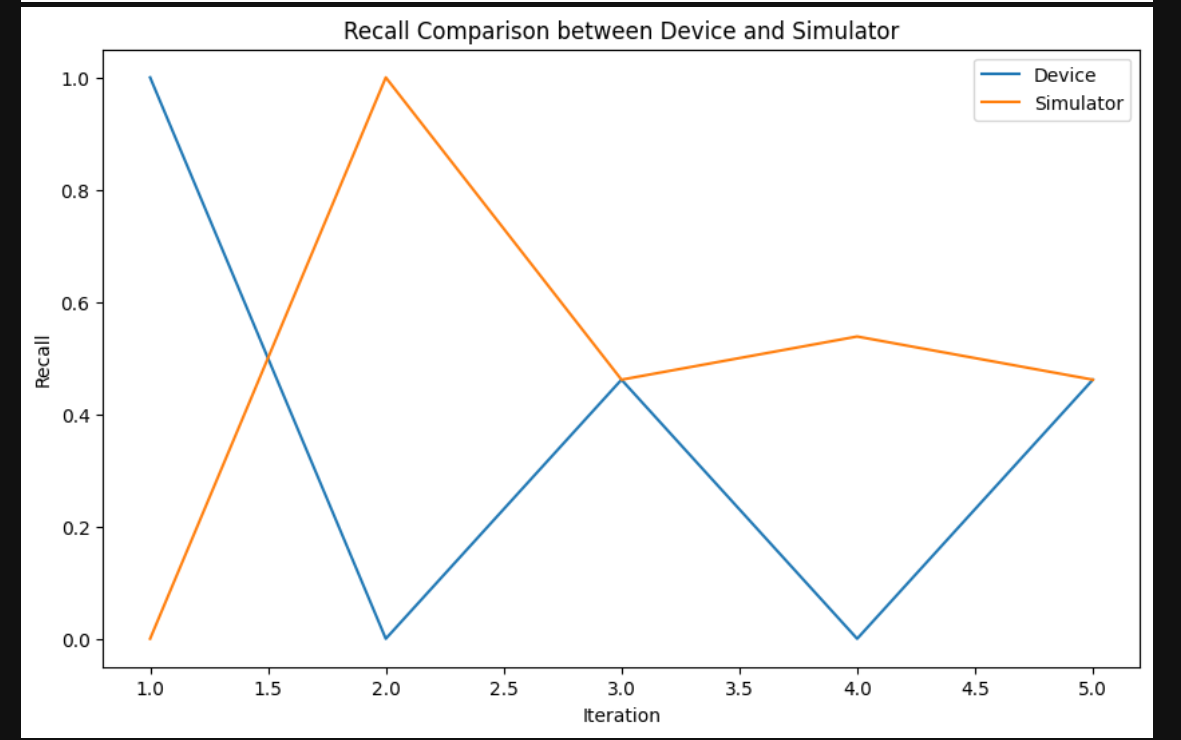 Recall Comparison between Device and Simulator
Device
Simulator
1.0
0.8
0.6
0.4
0.2
0.0
Recall
1.0 1.5 2.0 2.5 3.0 3.5 4.0 4.5 5.0
Iteration